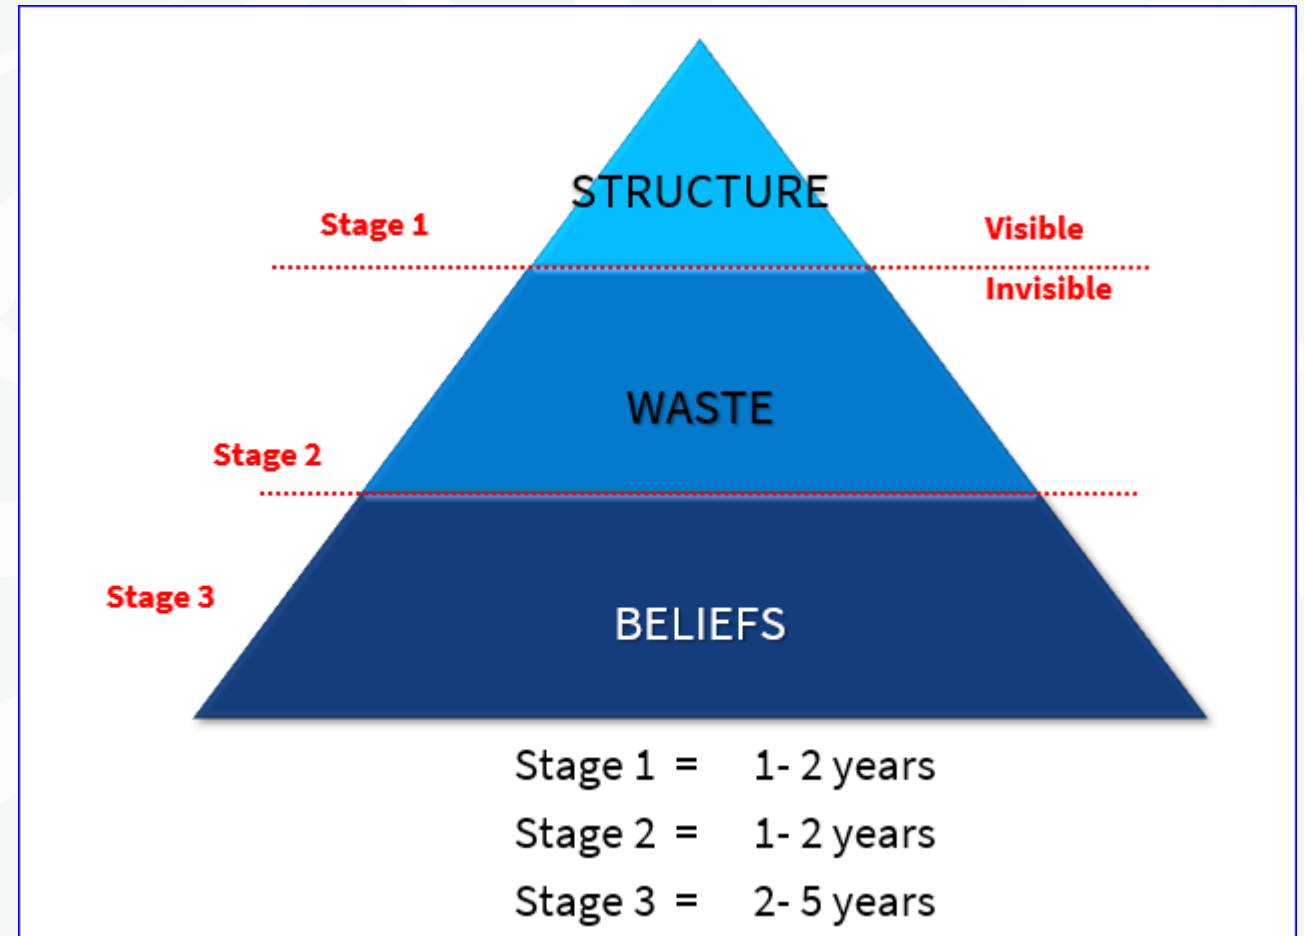 STRUCTURE
Stage 1
Visible
Invisible
WASTE
Stage 2
Stage 3
BELIEFS
Stage 1 = 1- 2 years
Stage 2 = 1- 2 years
Stage 3 = 2- 5 years